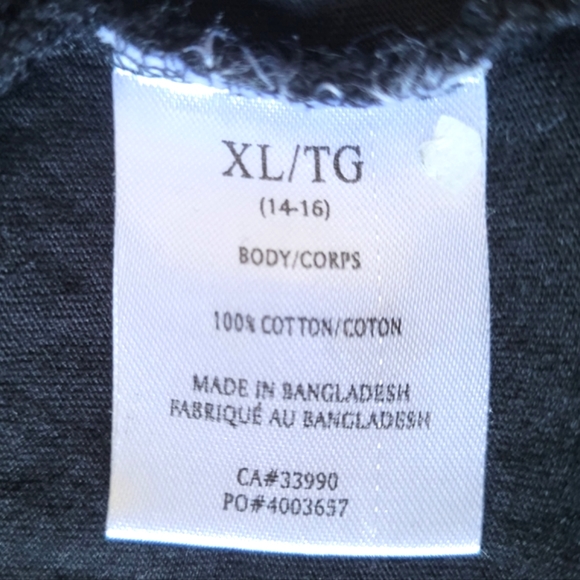 XL/TG
(14-16)
BODY/CORPS
100% COTTON/COTON
MADE IN BANGLADESH
FABRIQUÉ AU BANGLADESH
CA#33990
PO#4003657